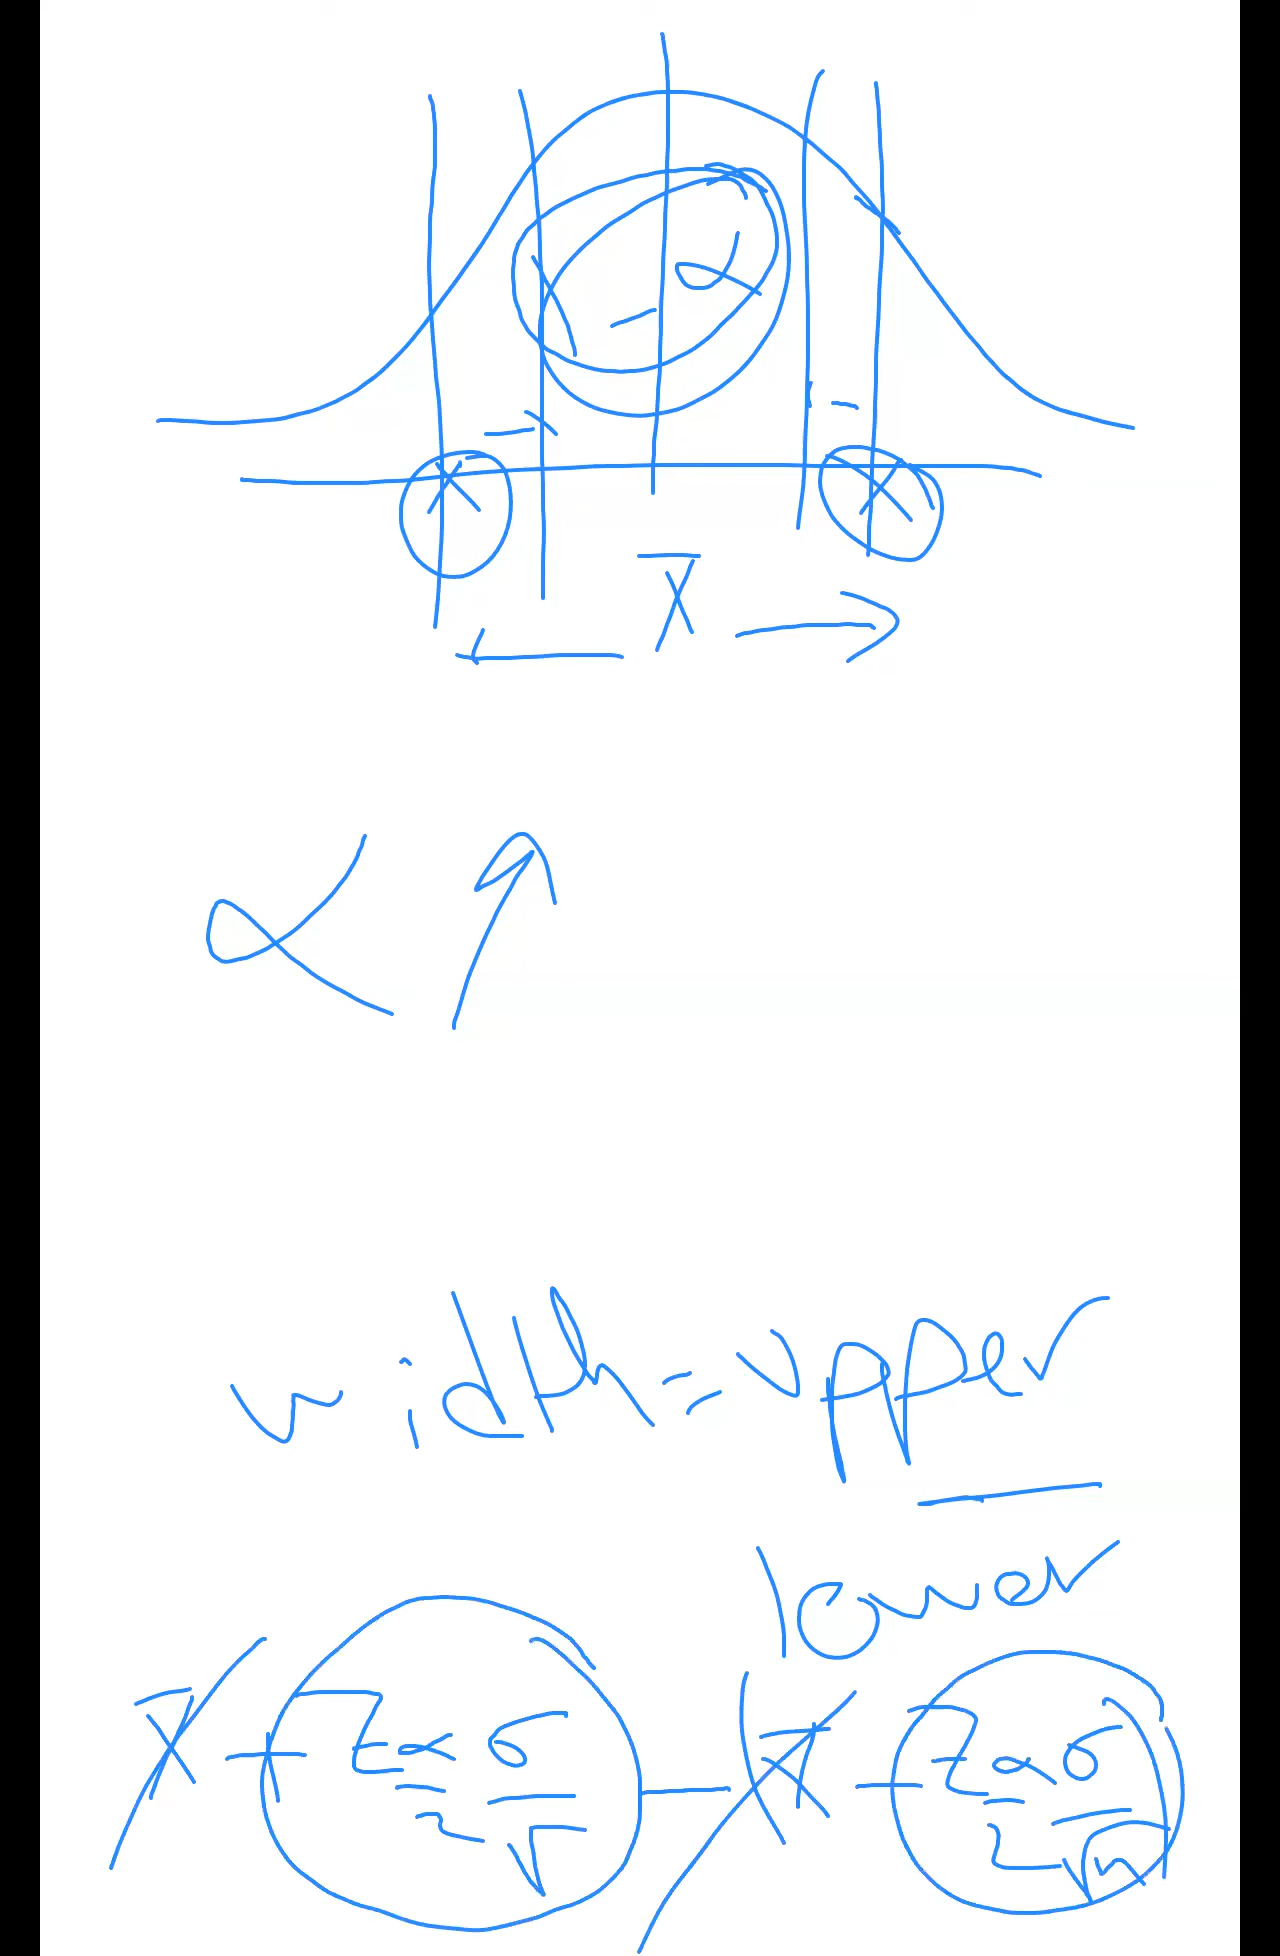 1 - α
X̄
α ↑
width = upper
lower
X̄ + Zα/2 σ/√ - (X̄ - Zα/2 σ/√n)